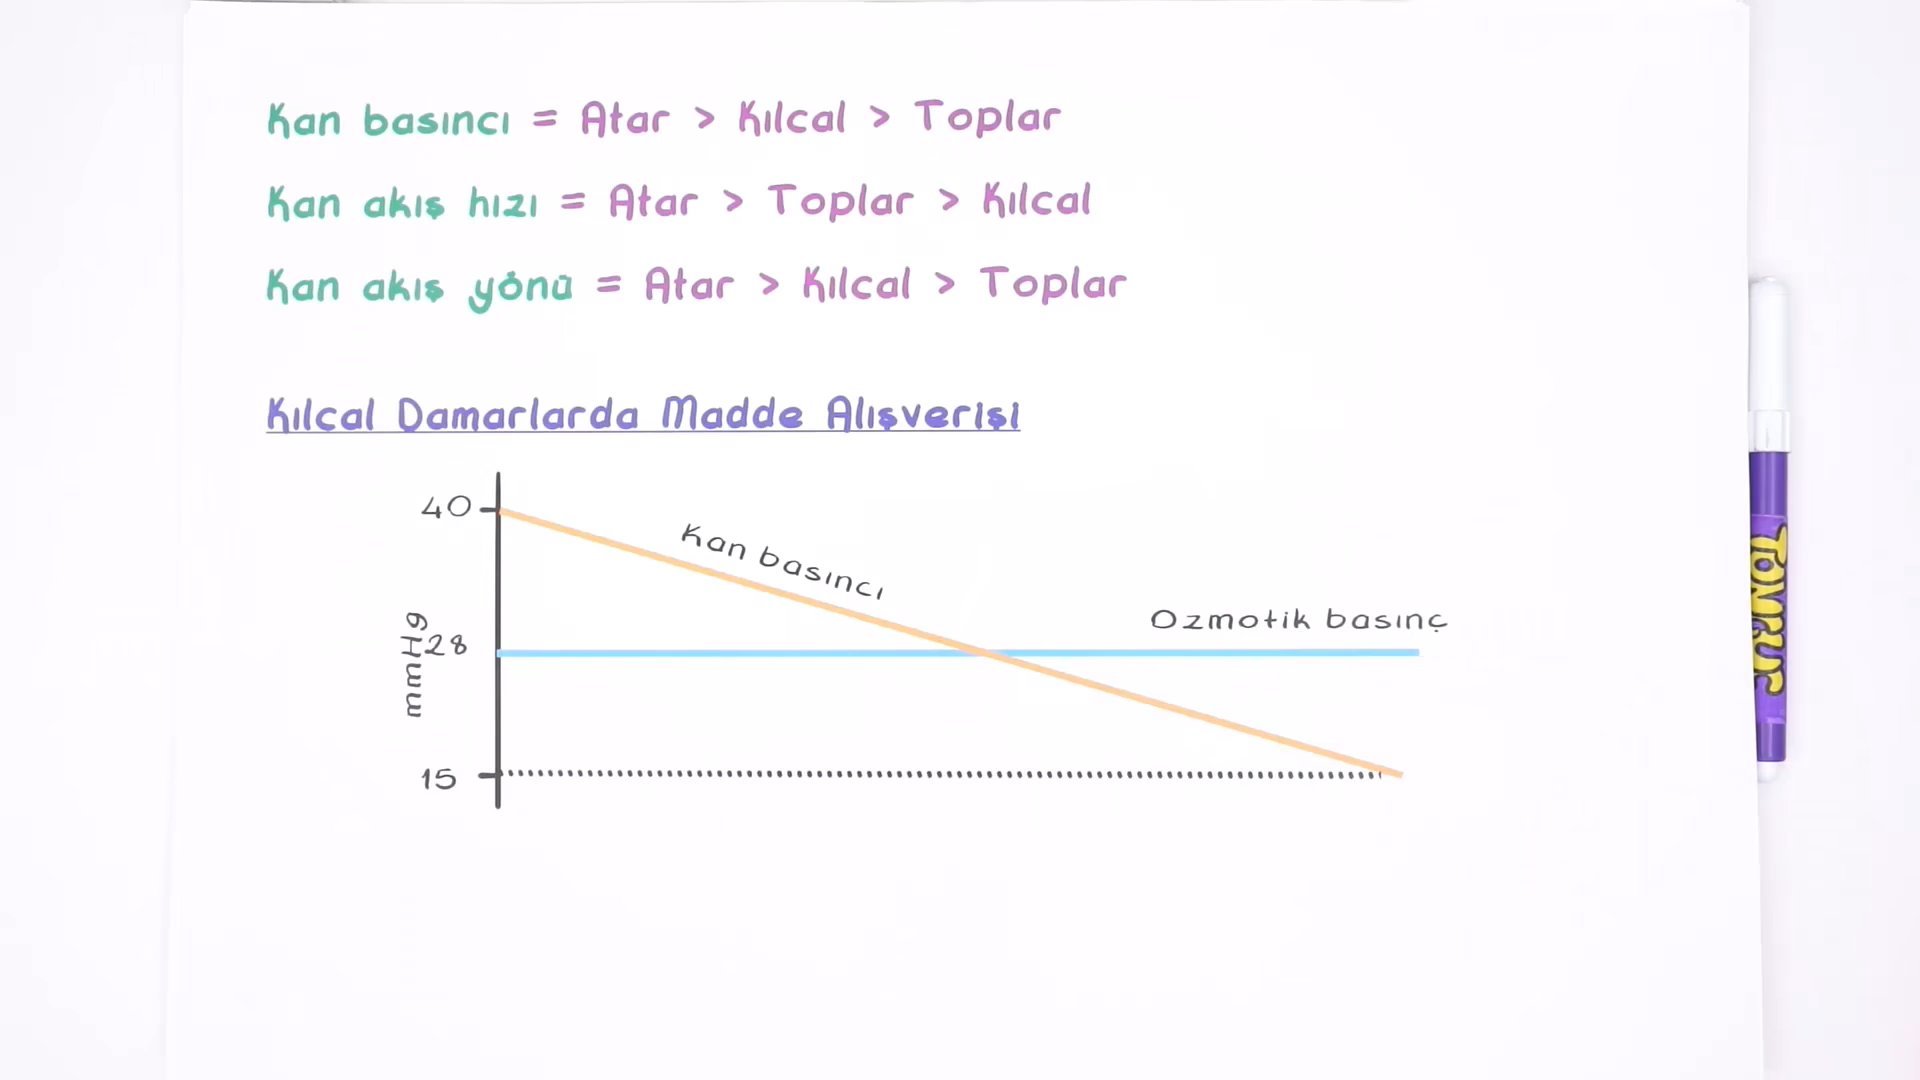 Kan basıncı = Atar > Kılcal > Toplar
Kan akış hızı = Atar > Toplar > Kılcal
Kan akış yönü = Atar > Kılcal > Toplar
Kılcal Damarlarda Madde Alışverişi
40
Kan basıncı
Ozmotik basınç
mmHg
28
15
TOMBUL